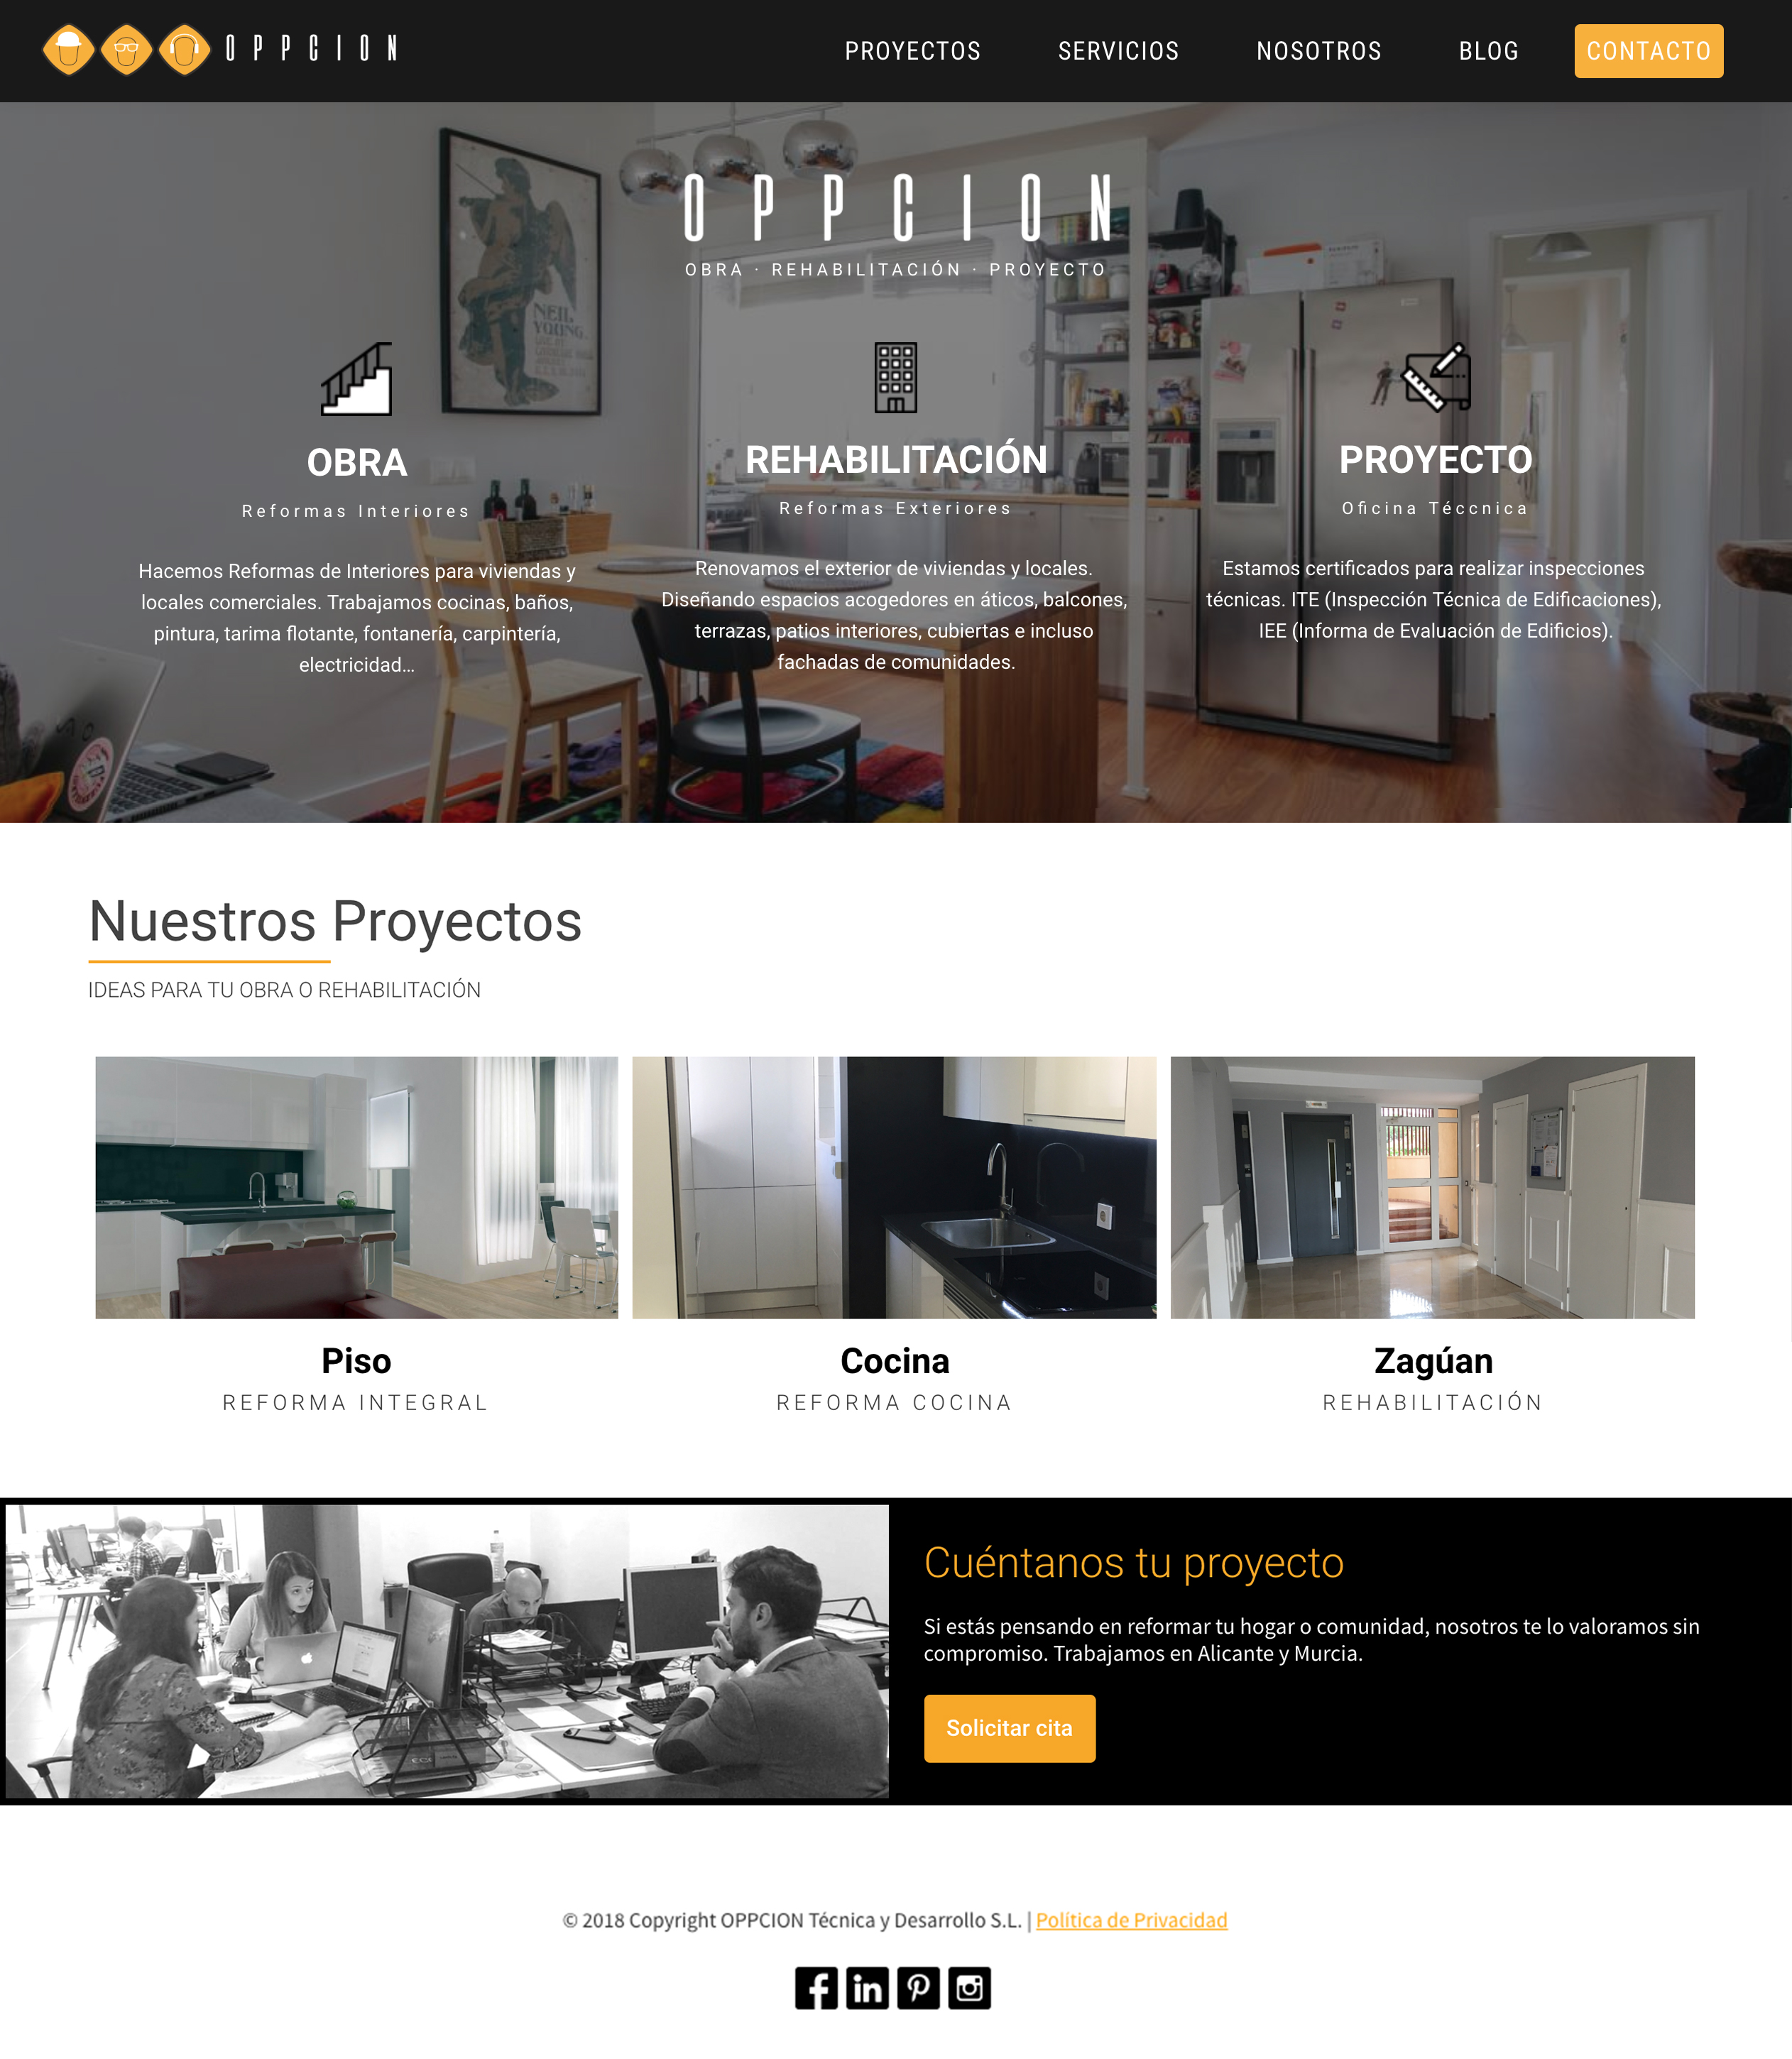 OPPCION
PROYECTOS
SERVICIOS
NOSOTROS
BLOG
CONTACTO
OPPCION
OBRA · REHABILITACIÓN · PROYECTO
NEIL
YOUNG
OBRA
Reformas Interiores
Hacemos Reformas de Interiores para viviendas y
locales comerciales. Trabajamos cocinas, baños,
pintura, tarima flotante, fontanería, carpintería,
electricidad...
REHABILITACIÓN
Reformas Exteriores
Renovamos el exterior de viviendas y locales.
Diseñando espacios acogedores en áticos, balcones,
terrazas, patios interiores, cubiertas e incluso
fachadas de comunidades.
PROYECTO
Oficina Téccnica
Estamos certificados para realizar inspecciones
técnicas. ITE (Inspección Técnica de Edificaciones),
IEE (Informa de Evaluación de Edificios).
Nuestros Proyectos
IDEAS PARA TU OBRA O REHABILITACIÓN
Piso
REFORMA INTEGRAL
Cocina
REFORMA COCINA
Zagúan
REHABILITACIÓN
Cuéntanos tu proyecto
Si estás pensando en reformar tu hogar o comunidad, nosotros te lo valoramos sin
compromiso. Trabajamos en Alicante y Murcia.
Solicitar cita
© 2018 Copyright OPPCION Técnica y Desarrollo S.L. | Política de Privacidad